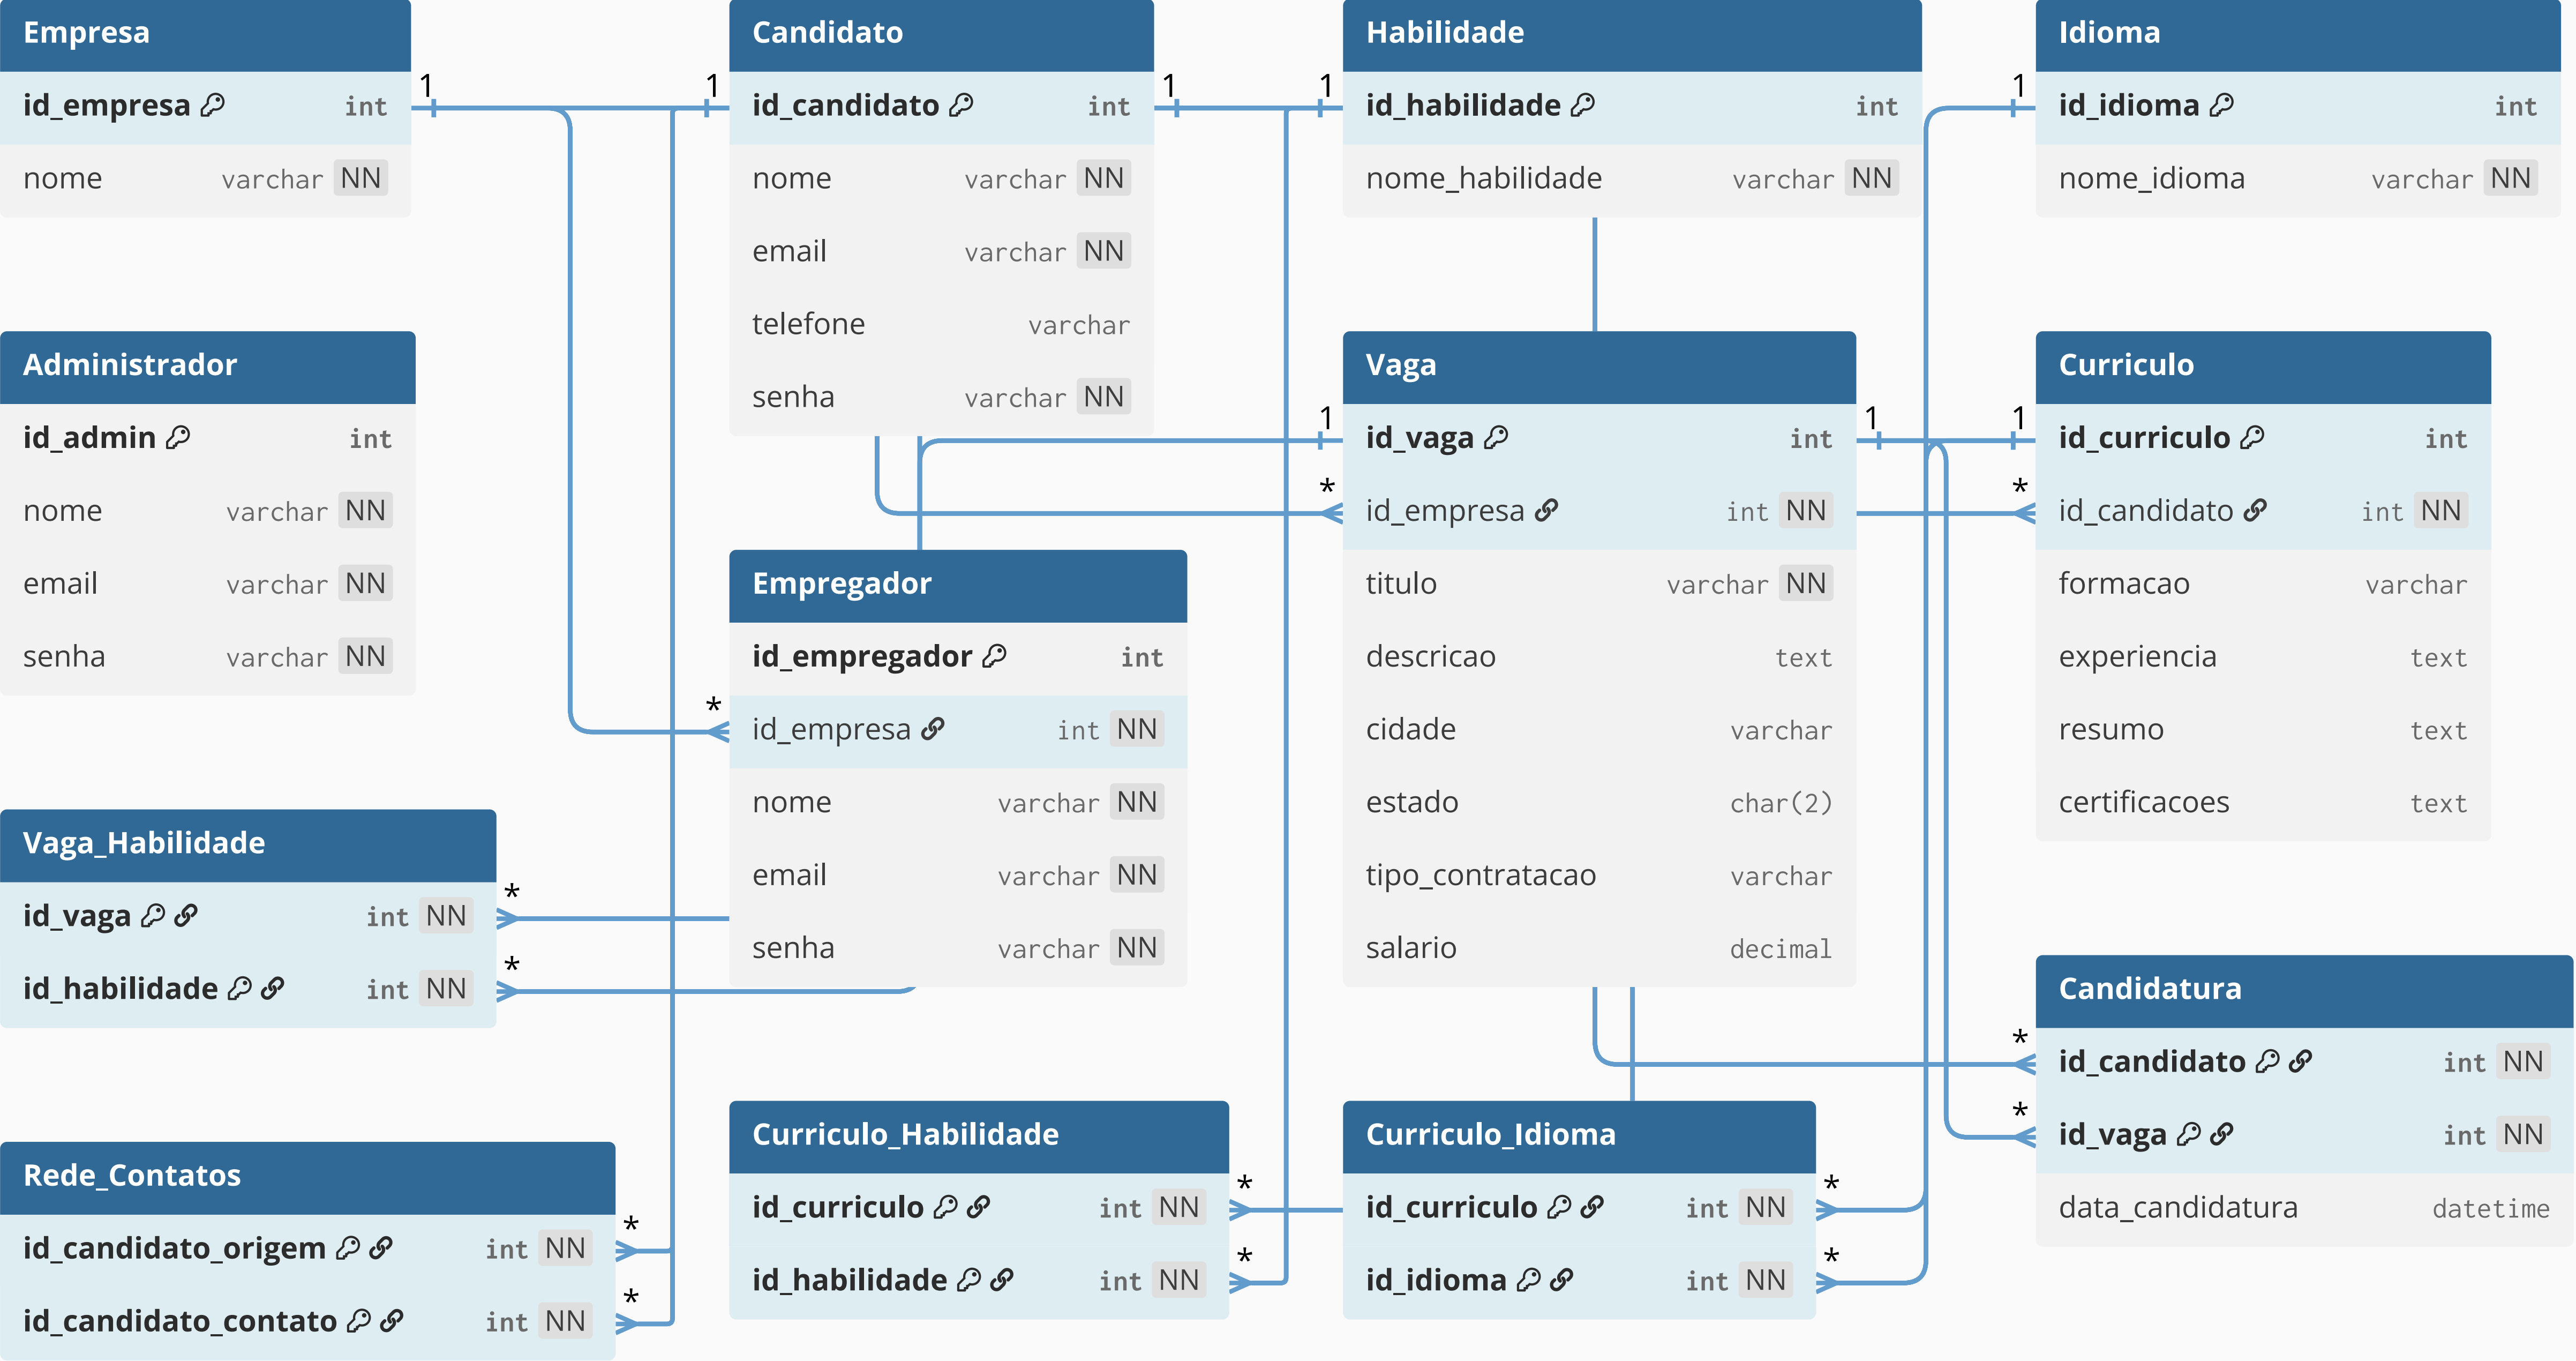 Empresa
id_empresa int
nome varchar NN
Candidato
id_candidato int
nome varchar NN
email varchar NN
telefone varchar
senha varchar NN
Habilidade
id_habilidade int
nome_habilidade varchar NN
Idioma
id_idioma int
nome_idioma varchar NN
1
1
1
1
1
Administrador
id_admin int
nome varchar NN
email varchar NN
senha varchar NN
Empregador
id_empregador int
id_empresa int NN
nome varchar NN
email varchar NN
senha varchar NN
*
Vaga
id_vaga int
id_empresa int NN
titulo varchar NN
descricao text
cidade varchar
estado char(2)
tipo_contratacao varchar
salario decimal
1
*
1
Curriculo
id_curriculo int
id_candidato int NN
formacao varchar
experiencia text
resumo text
certificacoes text
1
*
Vaga_Habilidade
id_vaga int NN
id_habilidade int NN
*
*
Candidatura
id_candidato int NN
id_vaga int NN
data_candidatura datetime
*
*
Rede_Contatos
id_candidato_origem int NN
id_candidato_contato int NN
*
*
Curriculo_Habilidade
id_curriculo int NN
id_habilidade int NN
*
*
Curriculo_Idioma
id_curriculo int NN
id_idioma int NN
*
*